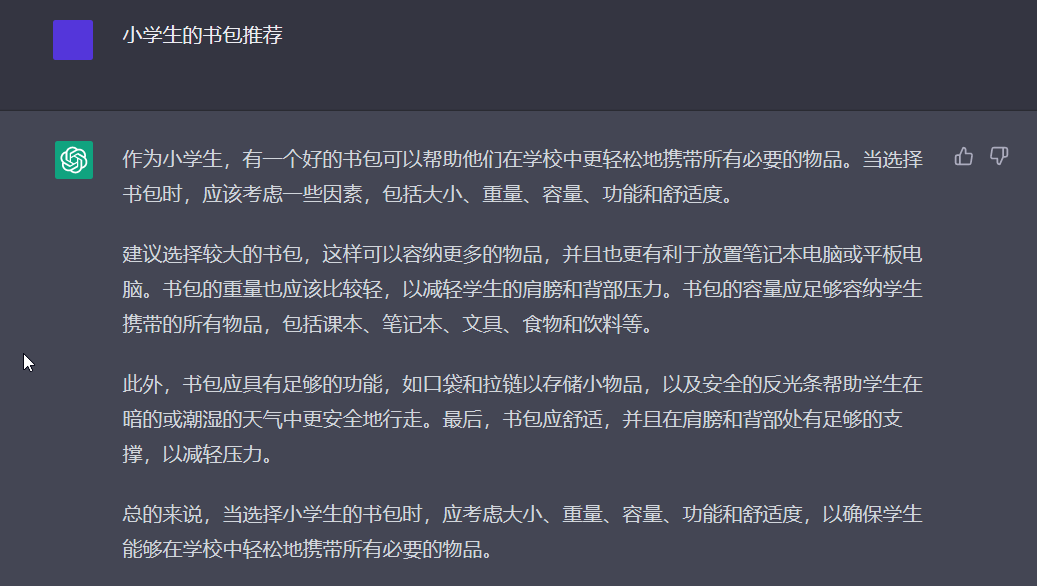 小学生的书包推荐
作为小学生，有一个好的书包可以帮助他们在学校中更轻松地携带所有必要的物品。当选择
书包时，应该考虑一些因素，包括大小、重量、容量、功能和舒适度。
建议选择较大的书包，这样可以容纳更多的物品，并且也更有利于放置笔记本电脑或平板电
脑。书包的重量也应该比较轻，以减轻学生的肩膀和背部压力。书包的容量应足够容纳学生
携带的所有物品，包括课本、笔记本、文具、食物和饮料等。
此外，书包应具有足够的功能，如口袋和拉链以存储小物品，以及安全的反光条帮助学生在
暗的或潮湿的天气中更安全地行走。最后，书包应舒适，并且在肩膀和背部处有足够的支
撑，以减轻压力。
总的来说，当选择小学生的书包时，应考虑大小、重量、容量、功能和舒适度，以确保学生
能够在学校中轻松地携带所有必要的物品。